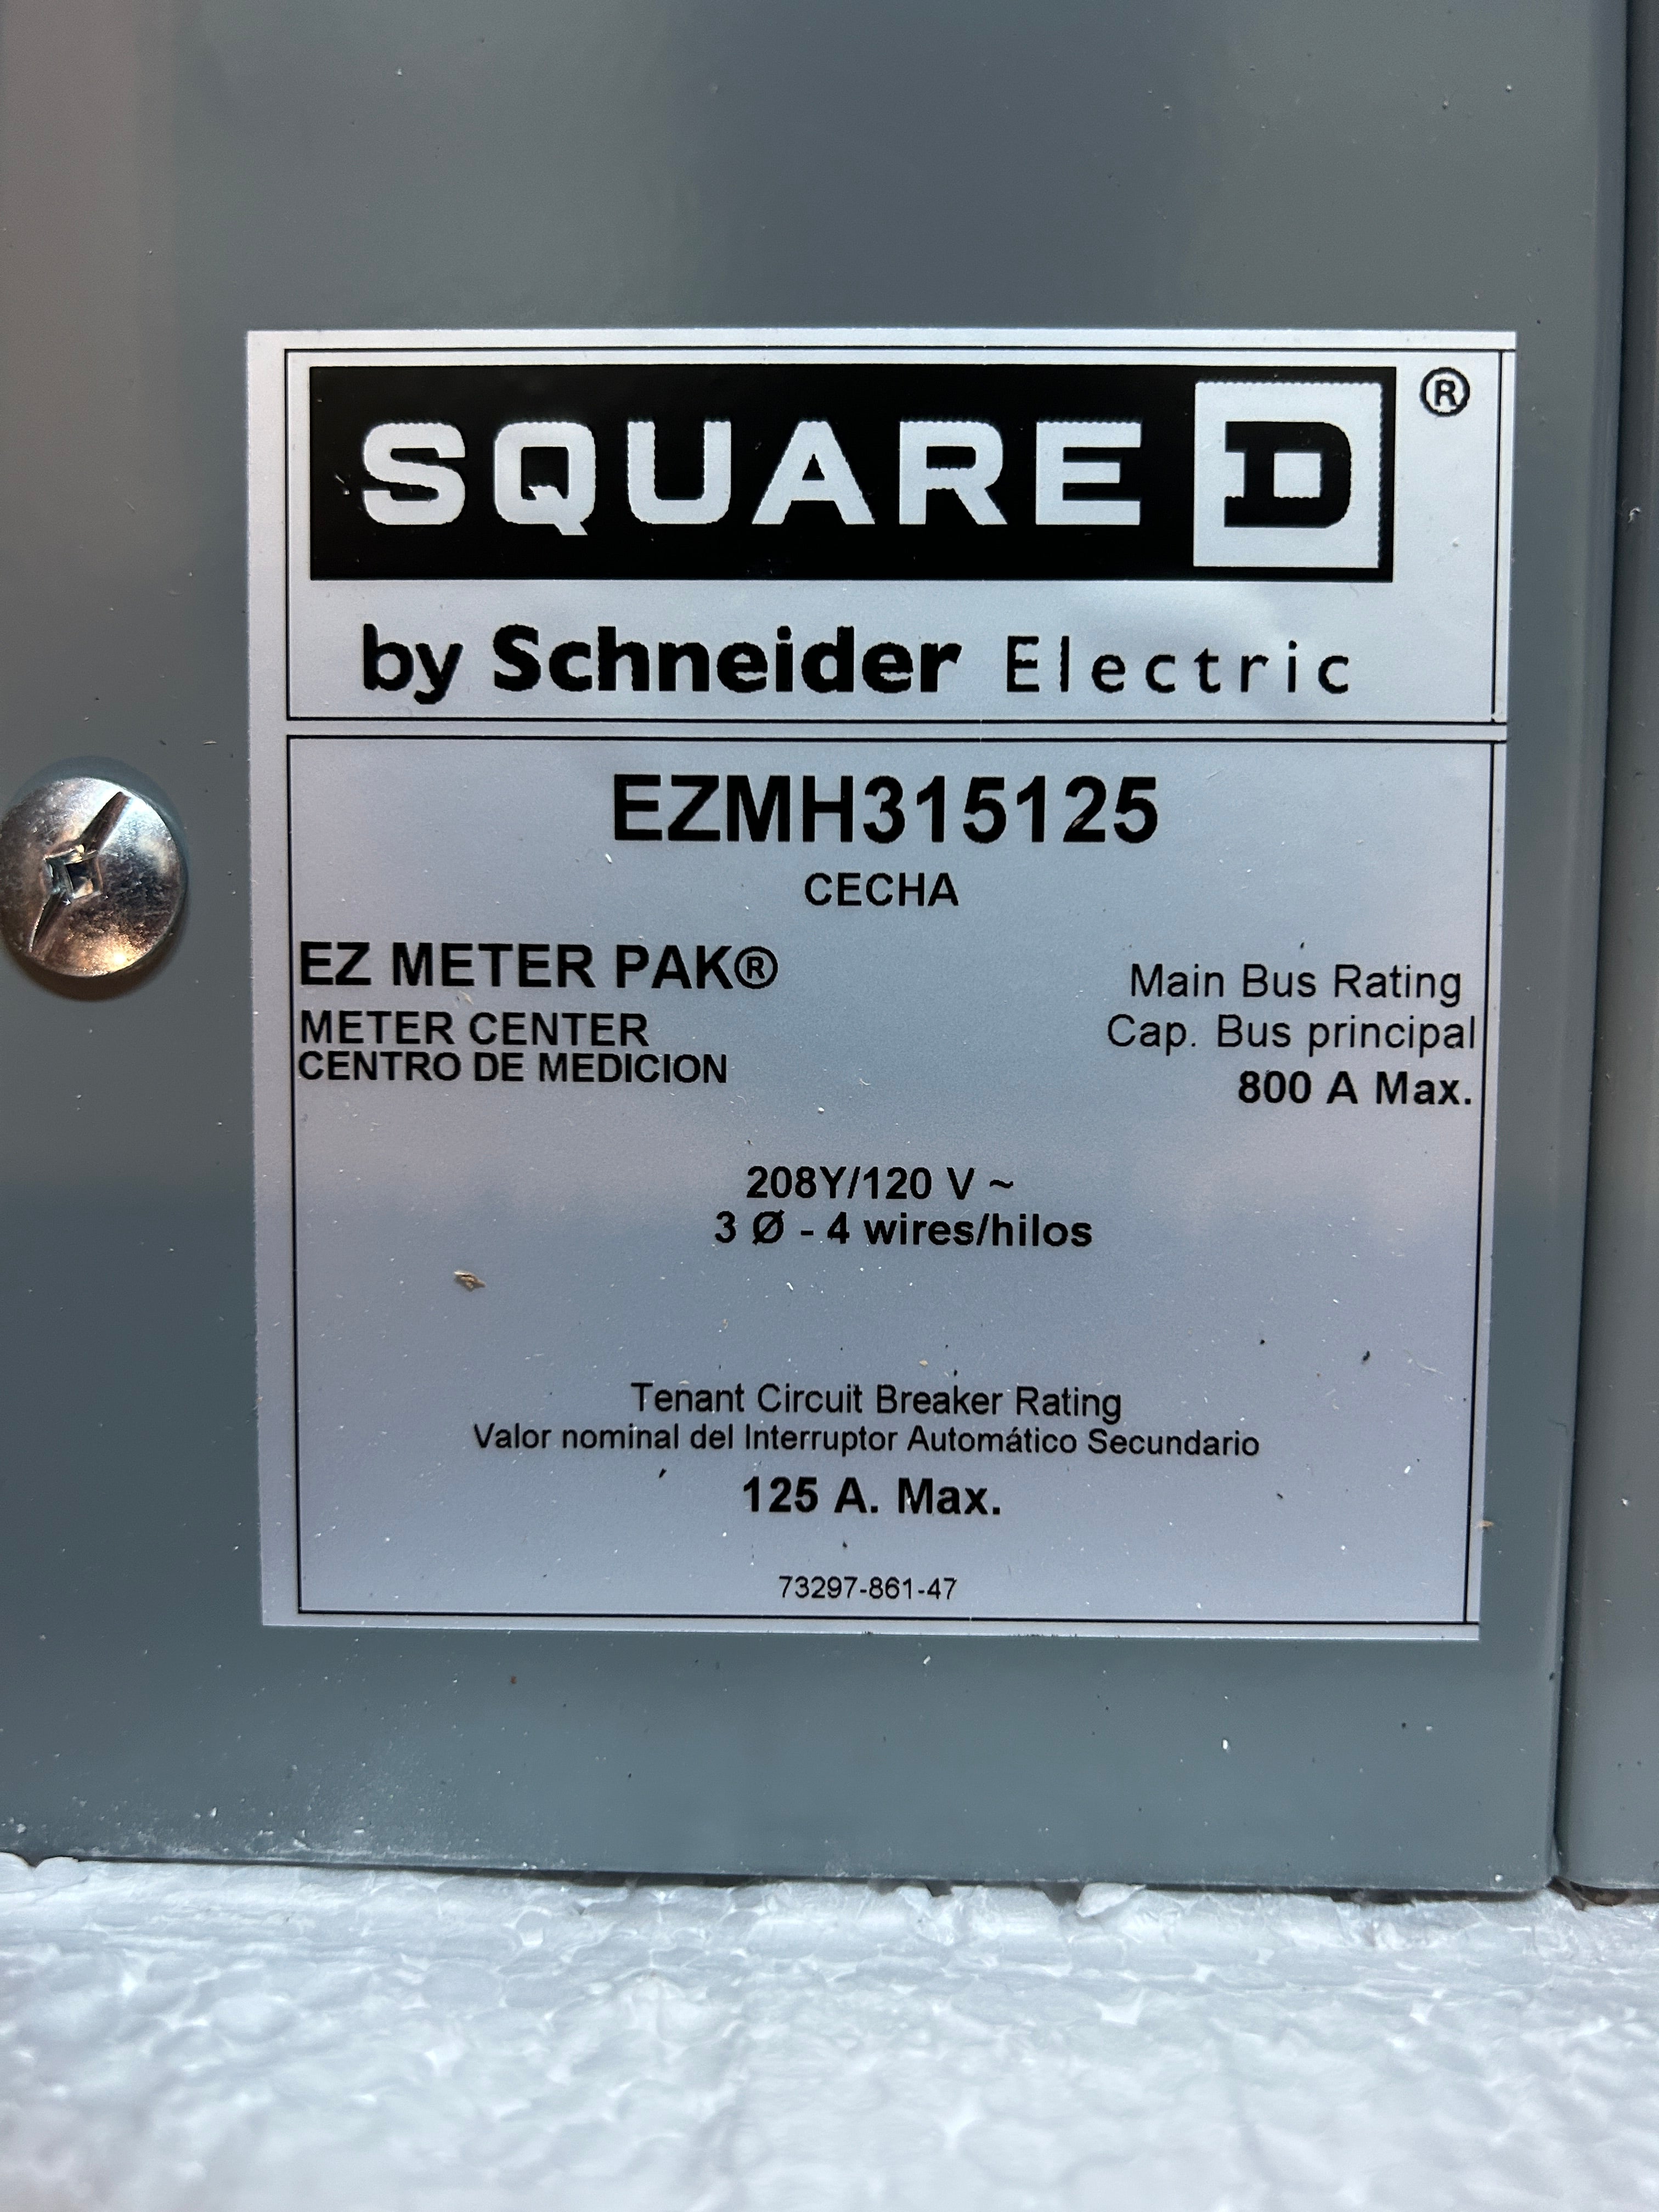 SQUARE D ®
by Schneider Electric
EZMH315125
CECHA
EZ METER PAK®
METER CENTER
CENTRO DE MEDICION
Main Bus Rating
Cap. Bus principal
800 A Max.
208Y/120 V ~
3 Ø - 4 wires/hilos
Tenant Circuit Breaker Rating
Valor nominal del Interruptor Automático Secundario
125 A. Max.
73297-861-47